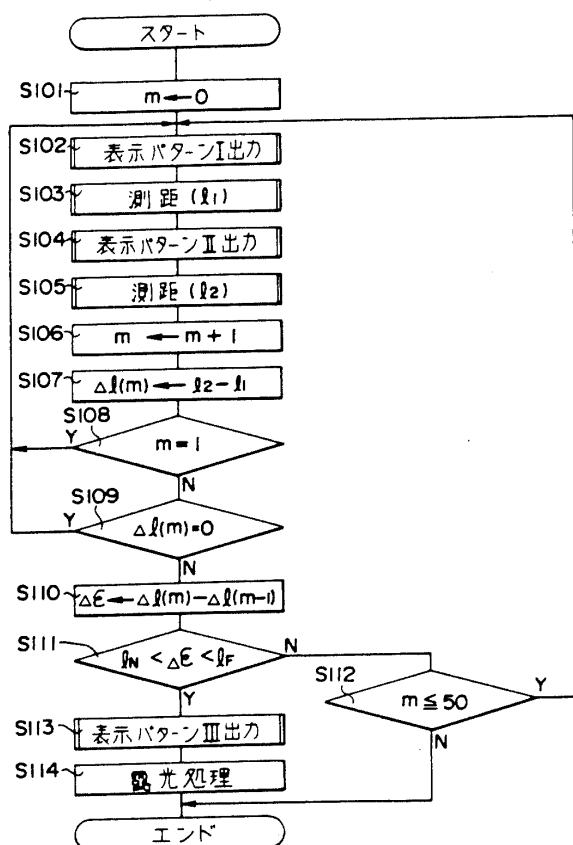 スタート
S101
m←0
S102
表示パターンI出力
S103
測距(l1)
S104
表示パターンII出力
S105
測距(l2)
S106
m ← m+1
S107
Δl(m)←l2-l1
S108
Y
m=1
N
S109
Y
Δl(m)=0
N
S110
Δε←Δl(m)-Δl(m-1)
S111
lN<Δε<lF
N
Y
S112
m≦50
Y
N
S113
表示パターンIII出力
S114
露光処理
エンド